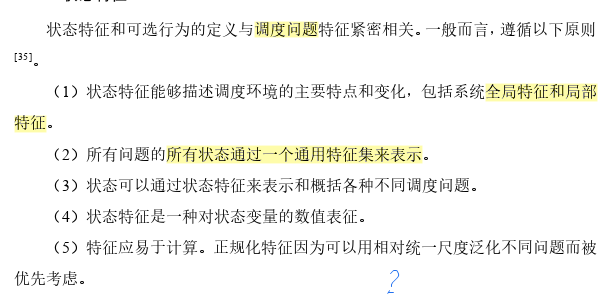 状态特征和可选行为的定义与调度问题特征紧密相关。一般而言，遵循以下原则
[35]。
（1）状态特征能够描述调度环境的主要特点和变化，包括系统全局特征和局部
特征。
（2）所有问题的所有状态通过一个通用特征集来表示。
（3）状态可以通过状态特征来表示和概括各种不同调度问题。
（4）状态特征是一种对状态变量的数值表征。
（5）特征应易于计算。正规化特征因为可以用相对统一尺度泛化不同问题而被
优先考虑。
2